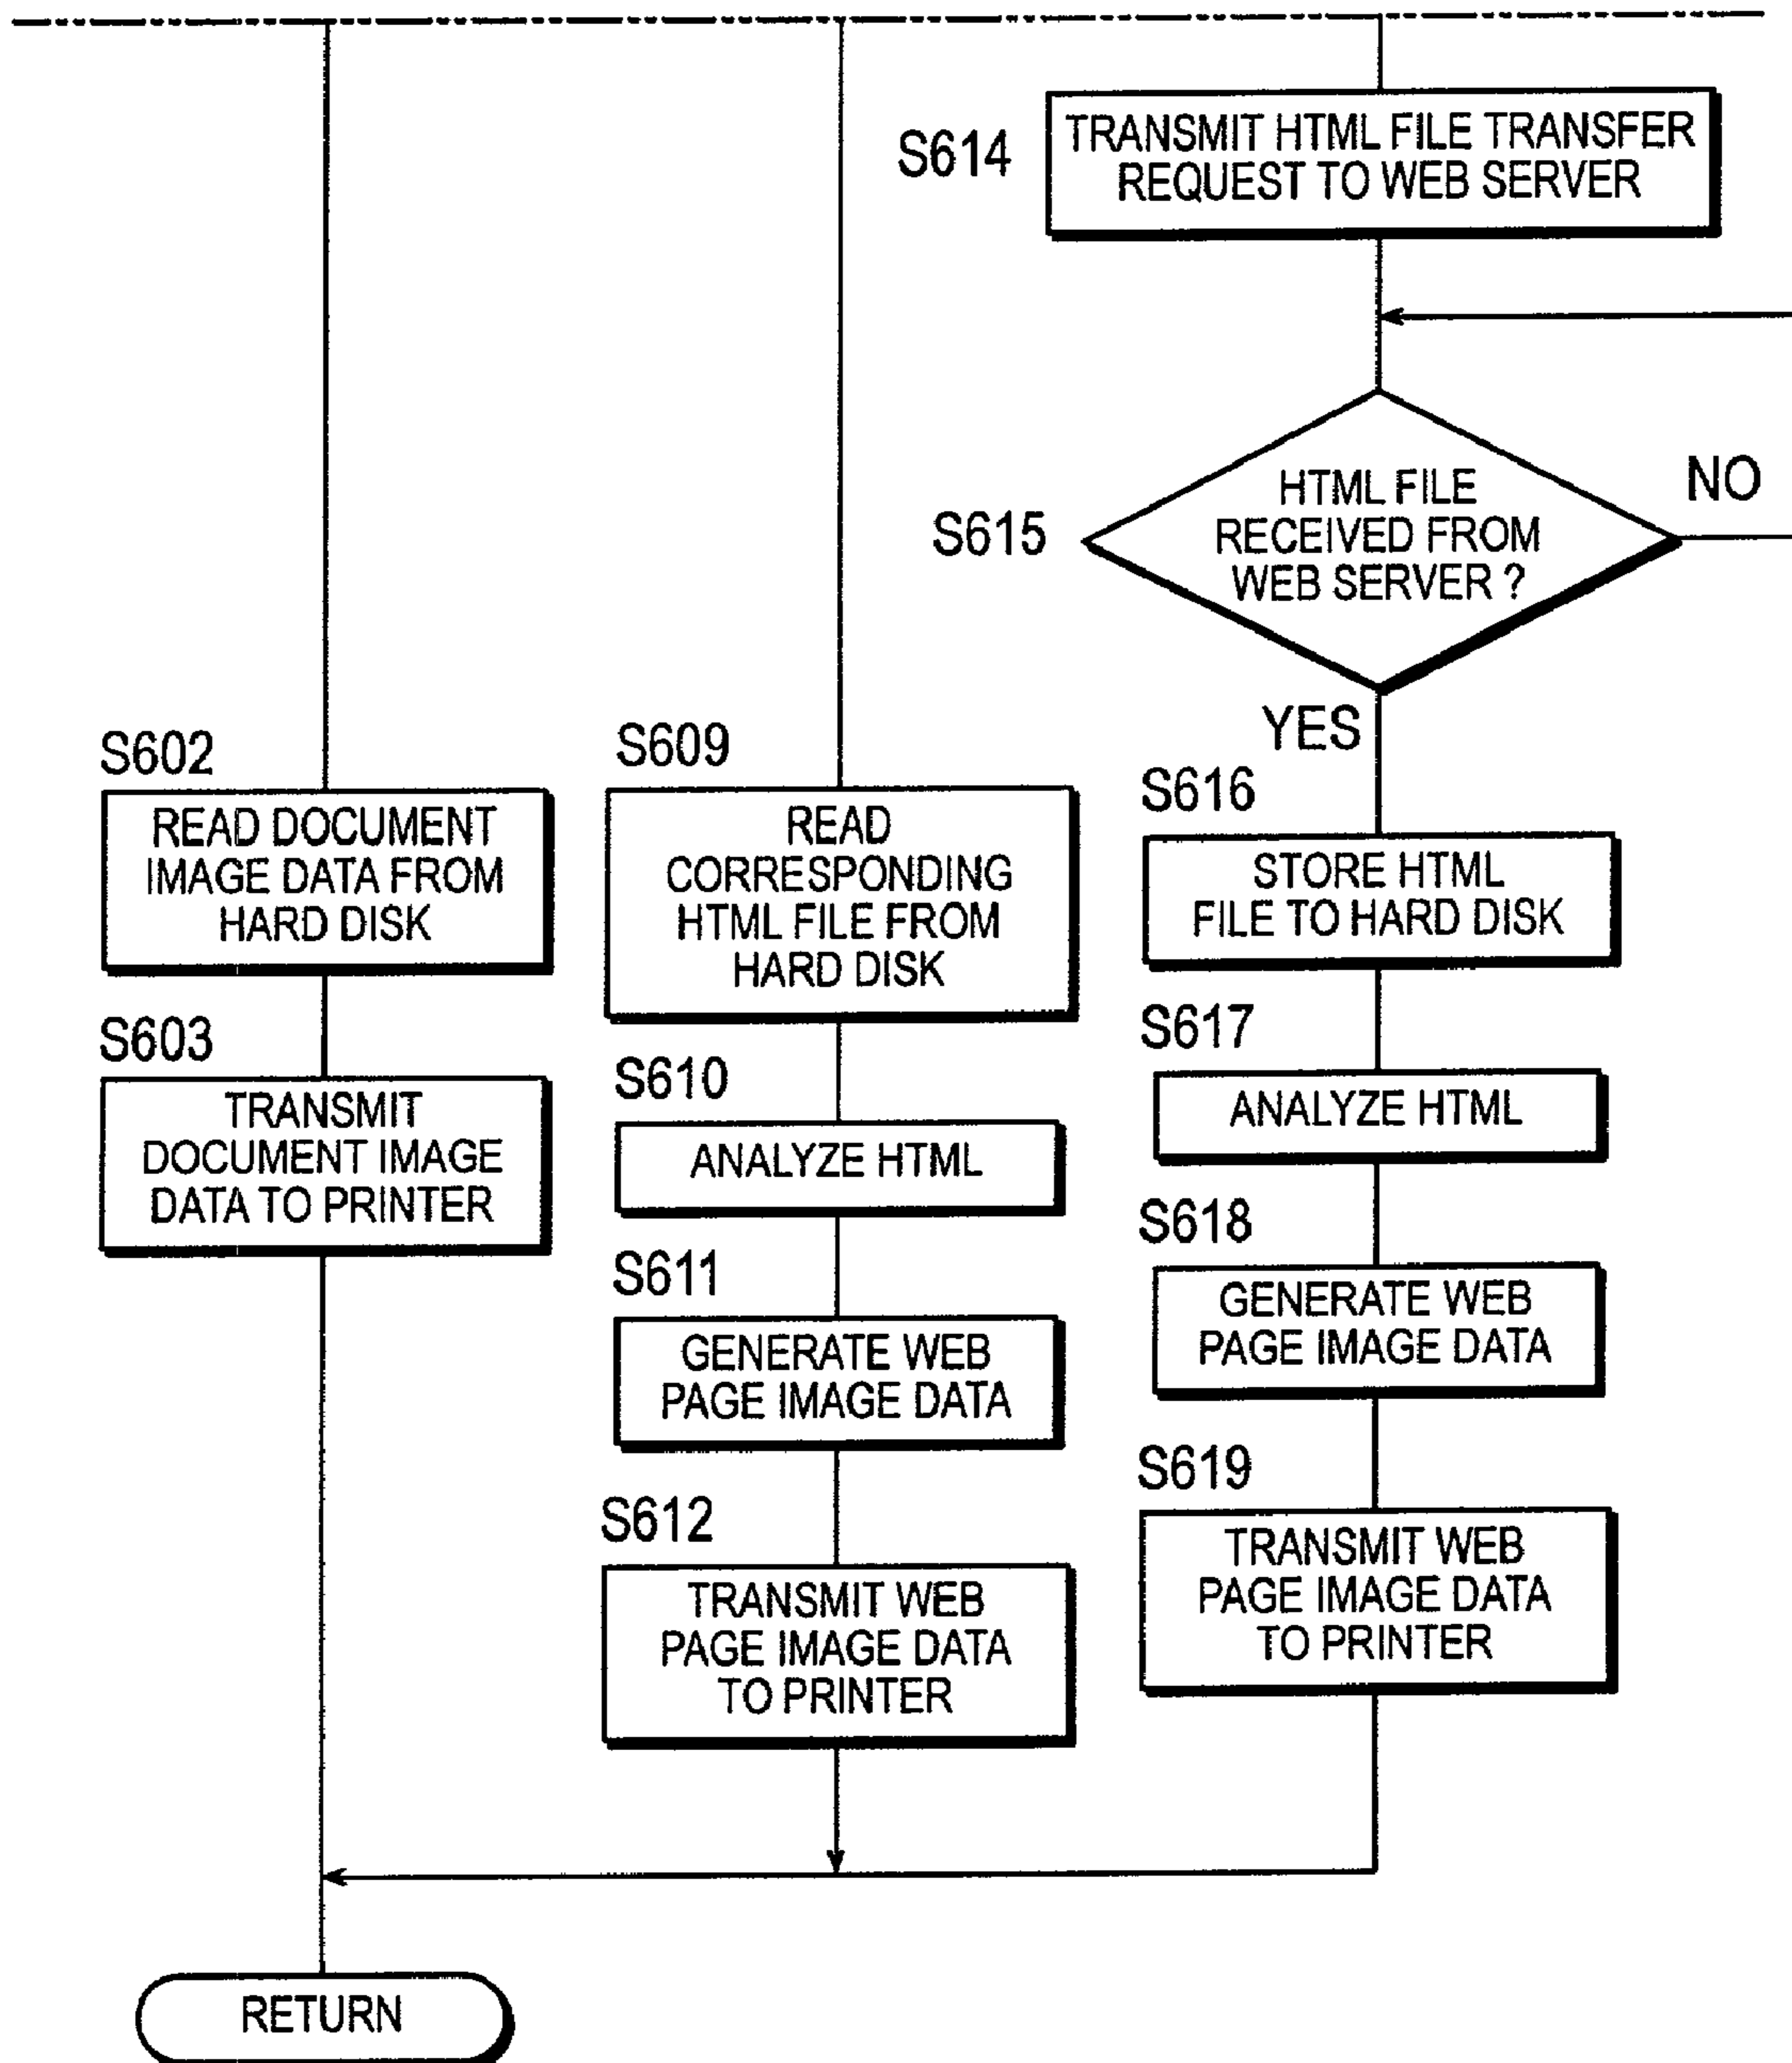 S614
TRANSMIT HTML FILE TRANSFER
REQUEST TO WEB SERVER
S615
HTML FILE
RECEIVED FROM
WEB SERVER ?
NO
YES
S602
READ DOCUMENT
IMAGE DATA FROM
HARD DISK
S603
TRANSMIT
DOCUMENT IMAGE
DATA TO PRINTER
S609
READ
CORRESPONDING
HTML FILE FROM
HARD DISK
S610
ANALYZE HTML
S611
GENERATE WEB
PAGE IMAGE DATA
S612
TRANSMIT WEB
PAGE IMAGE DATA
TO PRINTER
S616
STORE HTML
FILE TO HARD DISK
S617
ANALYZE HTML
S618
GENERATE WEB
PAGE IMAGE DATA
S619
TRANSMIT WEB
PAGE IMAGE DATA
TO PRINTER
RETURN